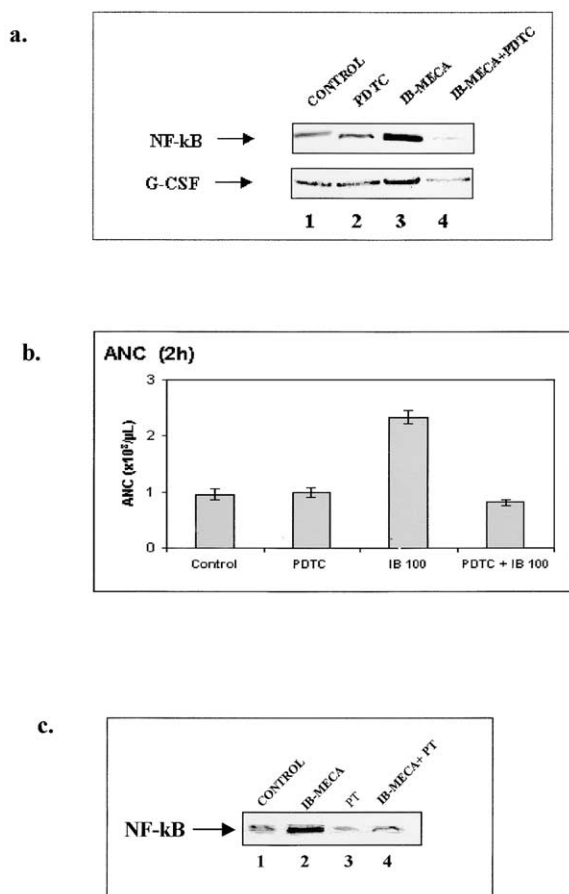 a.
CONTROL PDTC IB-MECA IB-MECA+PDTC
NF-kB
G-CSF
1 2 3 4
b.
ANC (2h)
ANC (x10³/µL)
3
2
1
0
Control PDTC IB 100 PDTC + IB 100
c.
CONTROL IB-MECA PT IB-MECA+ PT
NF-kB
1 2 3 4